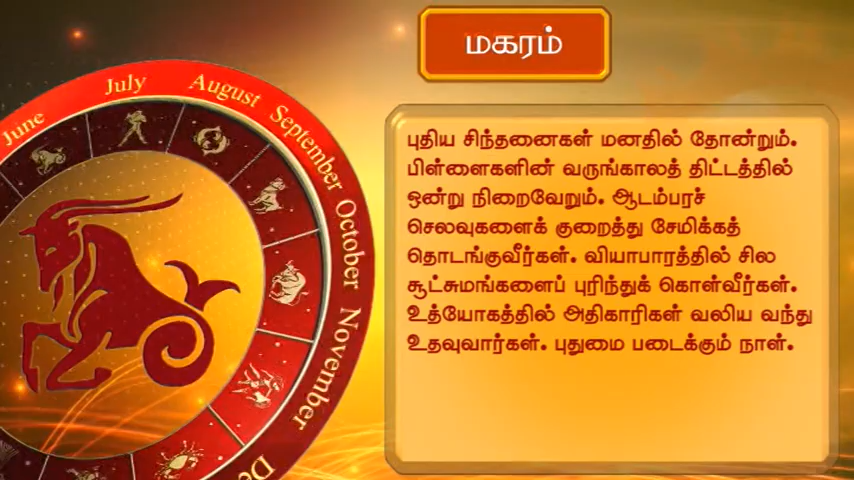 மகரம்
June
July
August
September
October
November
De
புதிய சிந்தனைகள் மனதில் தோன்றும்.
பிள்ளைகளின் வருங்காலத் திட்டத்தில்
ஒன்று நிறைவேறும். ஆடம்பரச்
செலவுகளைக் குறைத்து சேமிக்கத்
தொடங்குவீர்கள். வியாபாரத்தில் சில
சூட்சுமங்களைப் புரிந்துக் கொள்வீர்கள்.
உத்யோகத்தில் அதிகாரிகள் வலிய வந்து
உதவுவார்கள். புதுமை படைக்கும் நாள்.